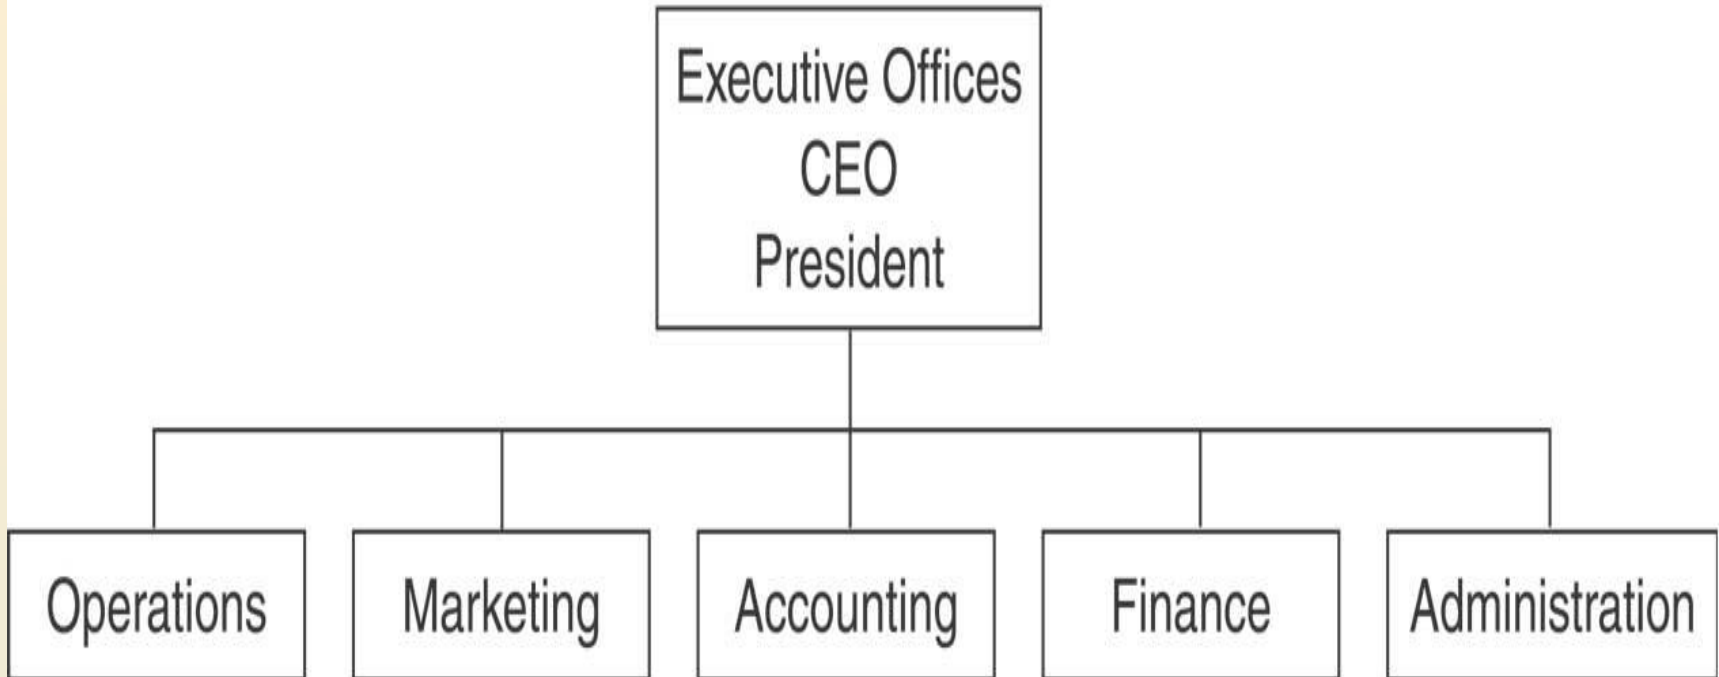 Executive Offices
CEO
President
Operations
Marketing
Accounting
Finance
Administration